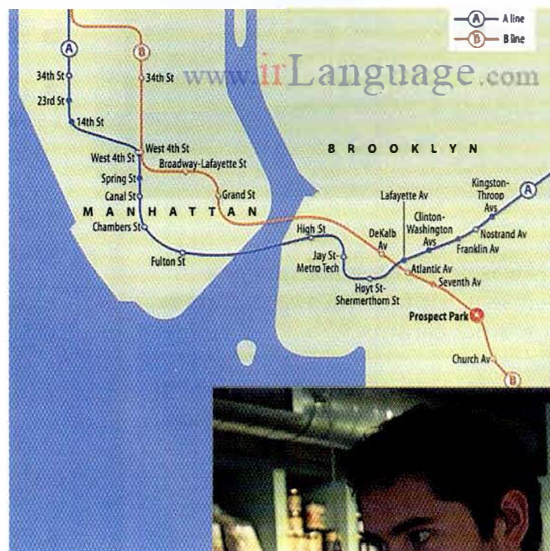 A A line
B B line
A
B
34th St
34th St
www.irLanguage.com
23rd St
14th St
BROOKLYN
West 4th St
West 4th St
Broadway-Lafayette St
Spring St
Canal St
Grand St
MANHATTAN
Chambers St
Fulton St
High St
Jay St-
Metro Tech
Hoyt St-
Shermerthorn St
Lafayette Av
DeKalb
Av
Clinton-
Washington
Avs
Kingston-
Throop
Avs
A
Nostrand Av
Franklin Av
Atlantic Av
Seventh Av
Prospect Park
Church Av
B